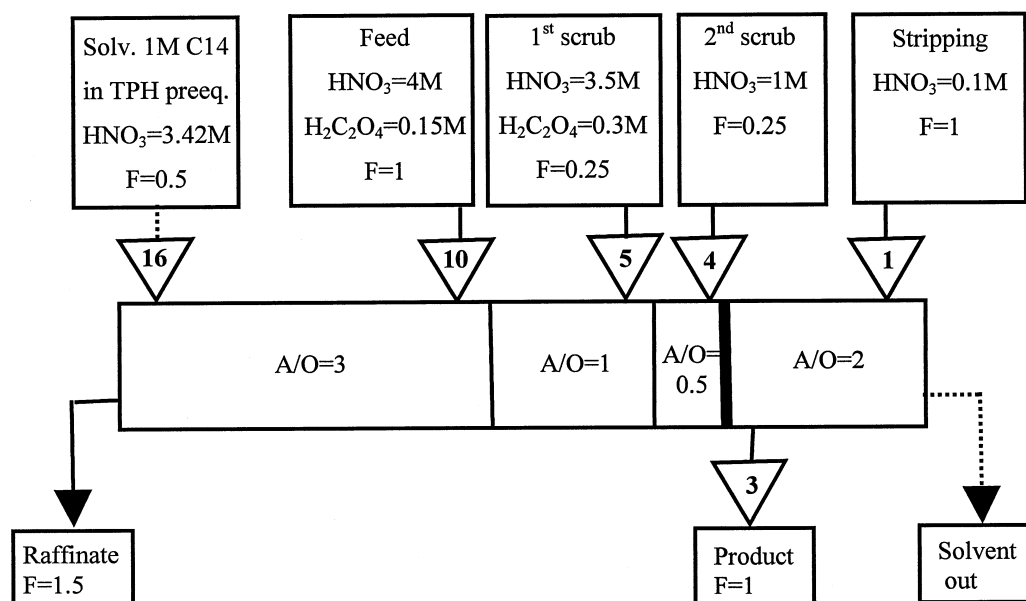 Solv. 1M C14
in TPH preeq.
HNO₃=3.42M
F=0.5
Feed
HNO₃=4M
H₂C₂O₄=0.15M
F=1
1ˢᵗ scrub
HNO₃=3.5M
H₂C₂O₄=0.3M
F=0.25
2ⁿᵈ scrub
HNO₃=1M
F=0.25
Stripping
HNO₃=0.1M
F=1
16
10
5
4
1
A/O=3
A/O=1
A/O=
0.5
A/O=2
3
Raffinate
F=1.5
Product
F=1
Solvent
out